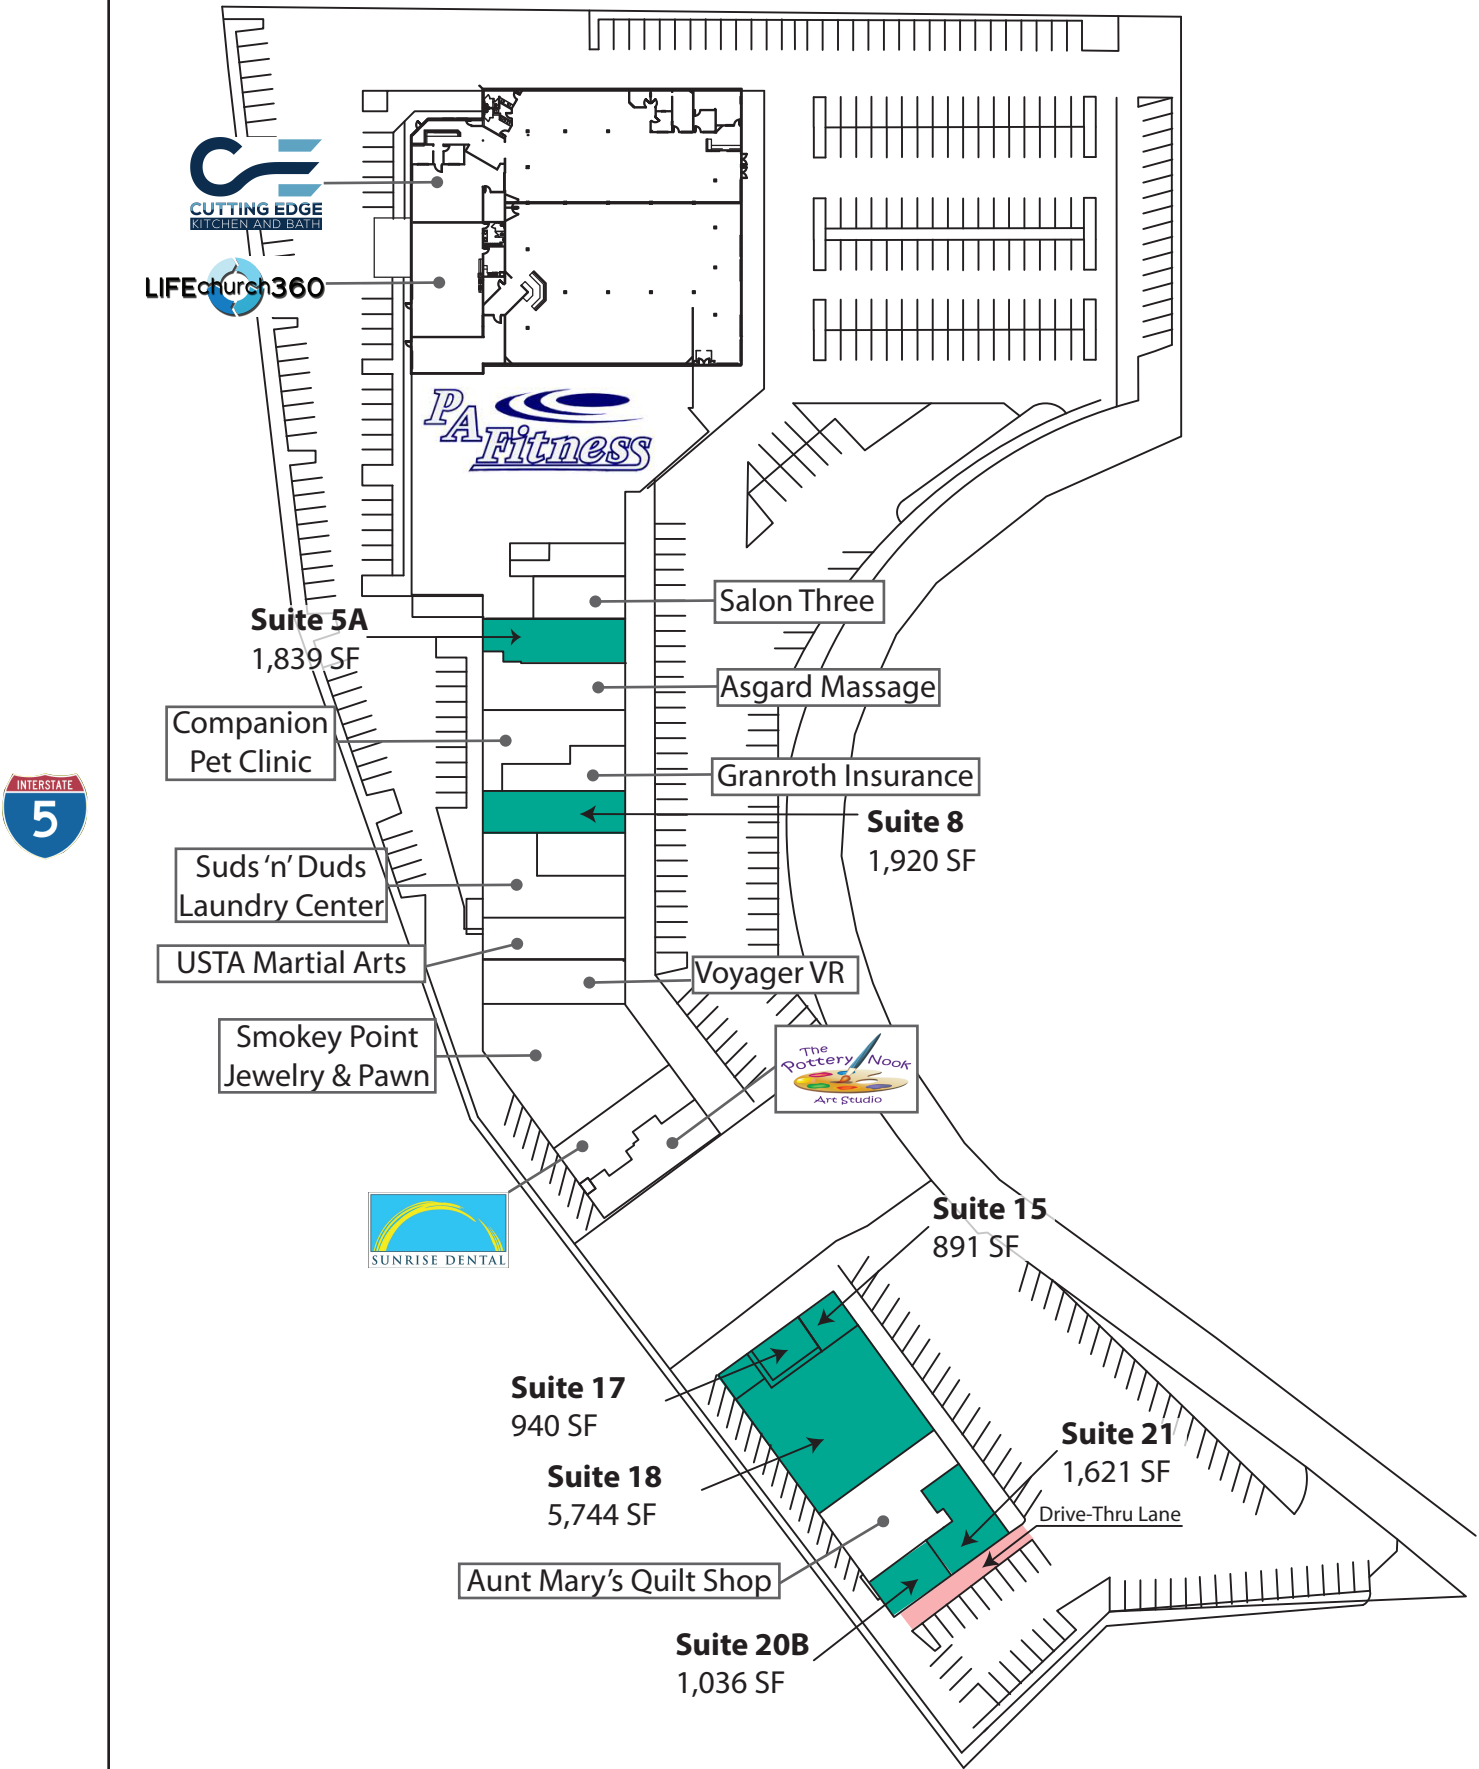 CUTTING EDGE
KITCHEN AND BATH
LIFEchurch360
PA Fitness
Salon Three
Suite 5A
1,839 SF
Asgard Massage
Companion
Pet Clinic
Granroth Insurance
INTERSTATE
5
Suite 8
1,920 SF
Suds ‘n’ Duds
Laundry Center
USTA Martial Arts
Voyager VR
Smokey Point
Jewelry & Pawn
The
Pottery Nook
Art Studio
SUNRISE DENTAL
Suite 15
891 SF
Suite 17
940 SF
Suite 21
1,621 SF
Suite 18
5,744 SF
Drive-Thru Lane
Aunt Mary’s Quilt Shop
Suite 20B
1,036 SF